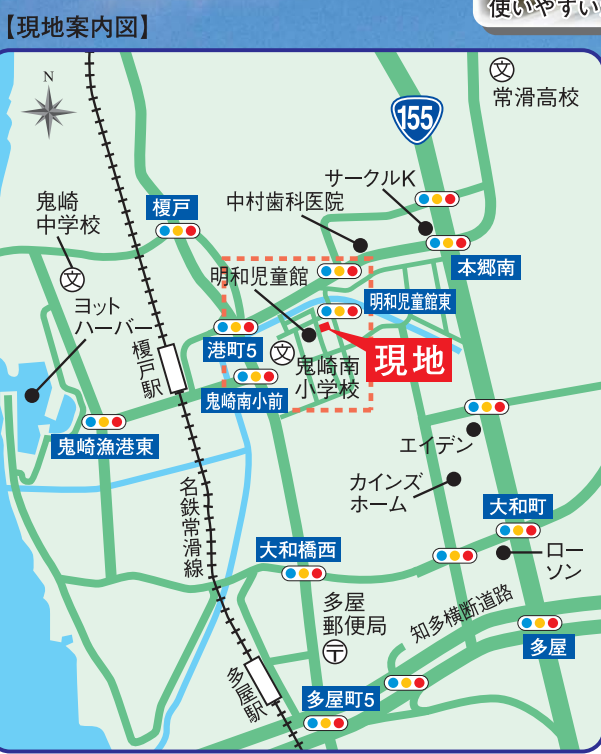 使いやすい
【現地案内図】
N
文
常滑高校
155
サークルK
中村歯科医院
鬼崎
中学校
文
榎戸
本郷南
明和児童館
明和児童館東
ヨット
ハーバー
榎戸駅
港町5
文
鬼崎南
小学校
現地
鬼崎南小前
鬼崎漁港東
エイデン
カインズ
ホーム
名鉄常滑線
大和町
大和橋西
ロー
ソン
多屋
郵便局
〒
知多横断道路
多屋
多屋駅
多屋町5